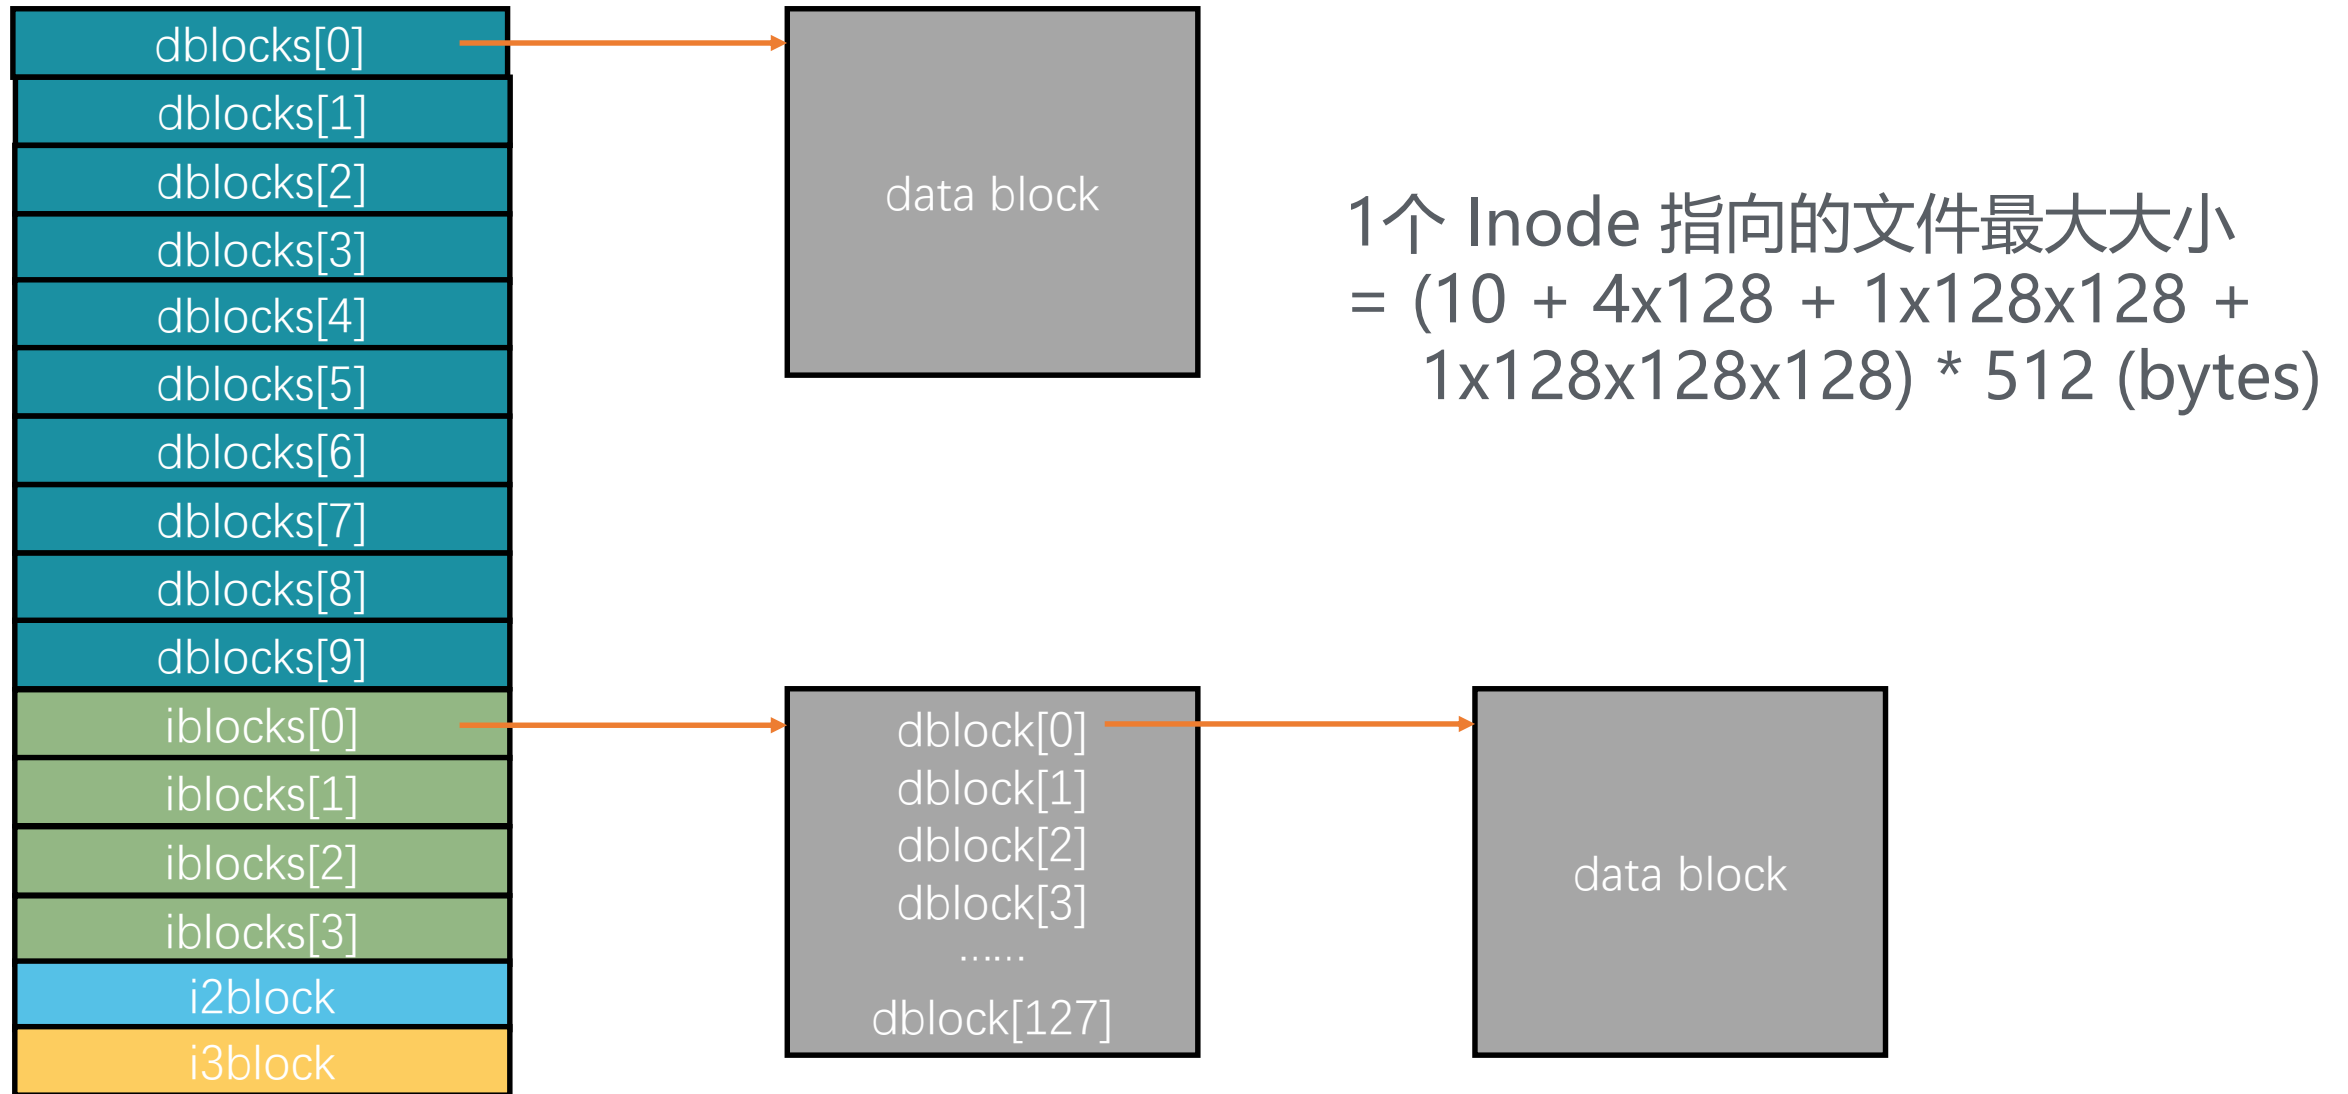 dblocks[0]
dblocks[1]
dblocks[2]
dblocks[3]
dblocks[4]
dblocks[5]
dblocks[6]
dblocks[7]
dblocks[8]
dblocks[9]
iblocks[0]
iblocks[1]
iblocks[2]
iblocks[3]
i2block
i3block
data block
dblock[0]
dblock[1]
dblock[2]
dblock[3]
......
dblock[127]
data block
1个 Inode 指向的文件最大大小
= (10 + 4x128 + 1x128x128 +
1x128x128x128) * 512 (bytes)